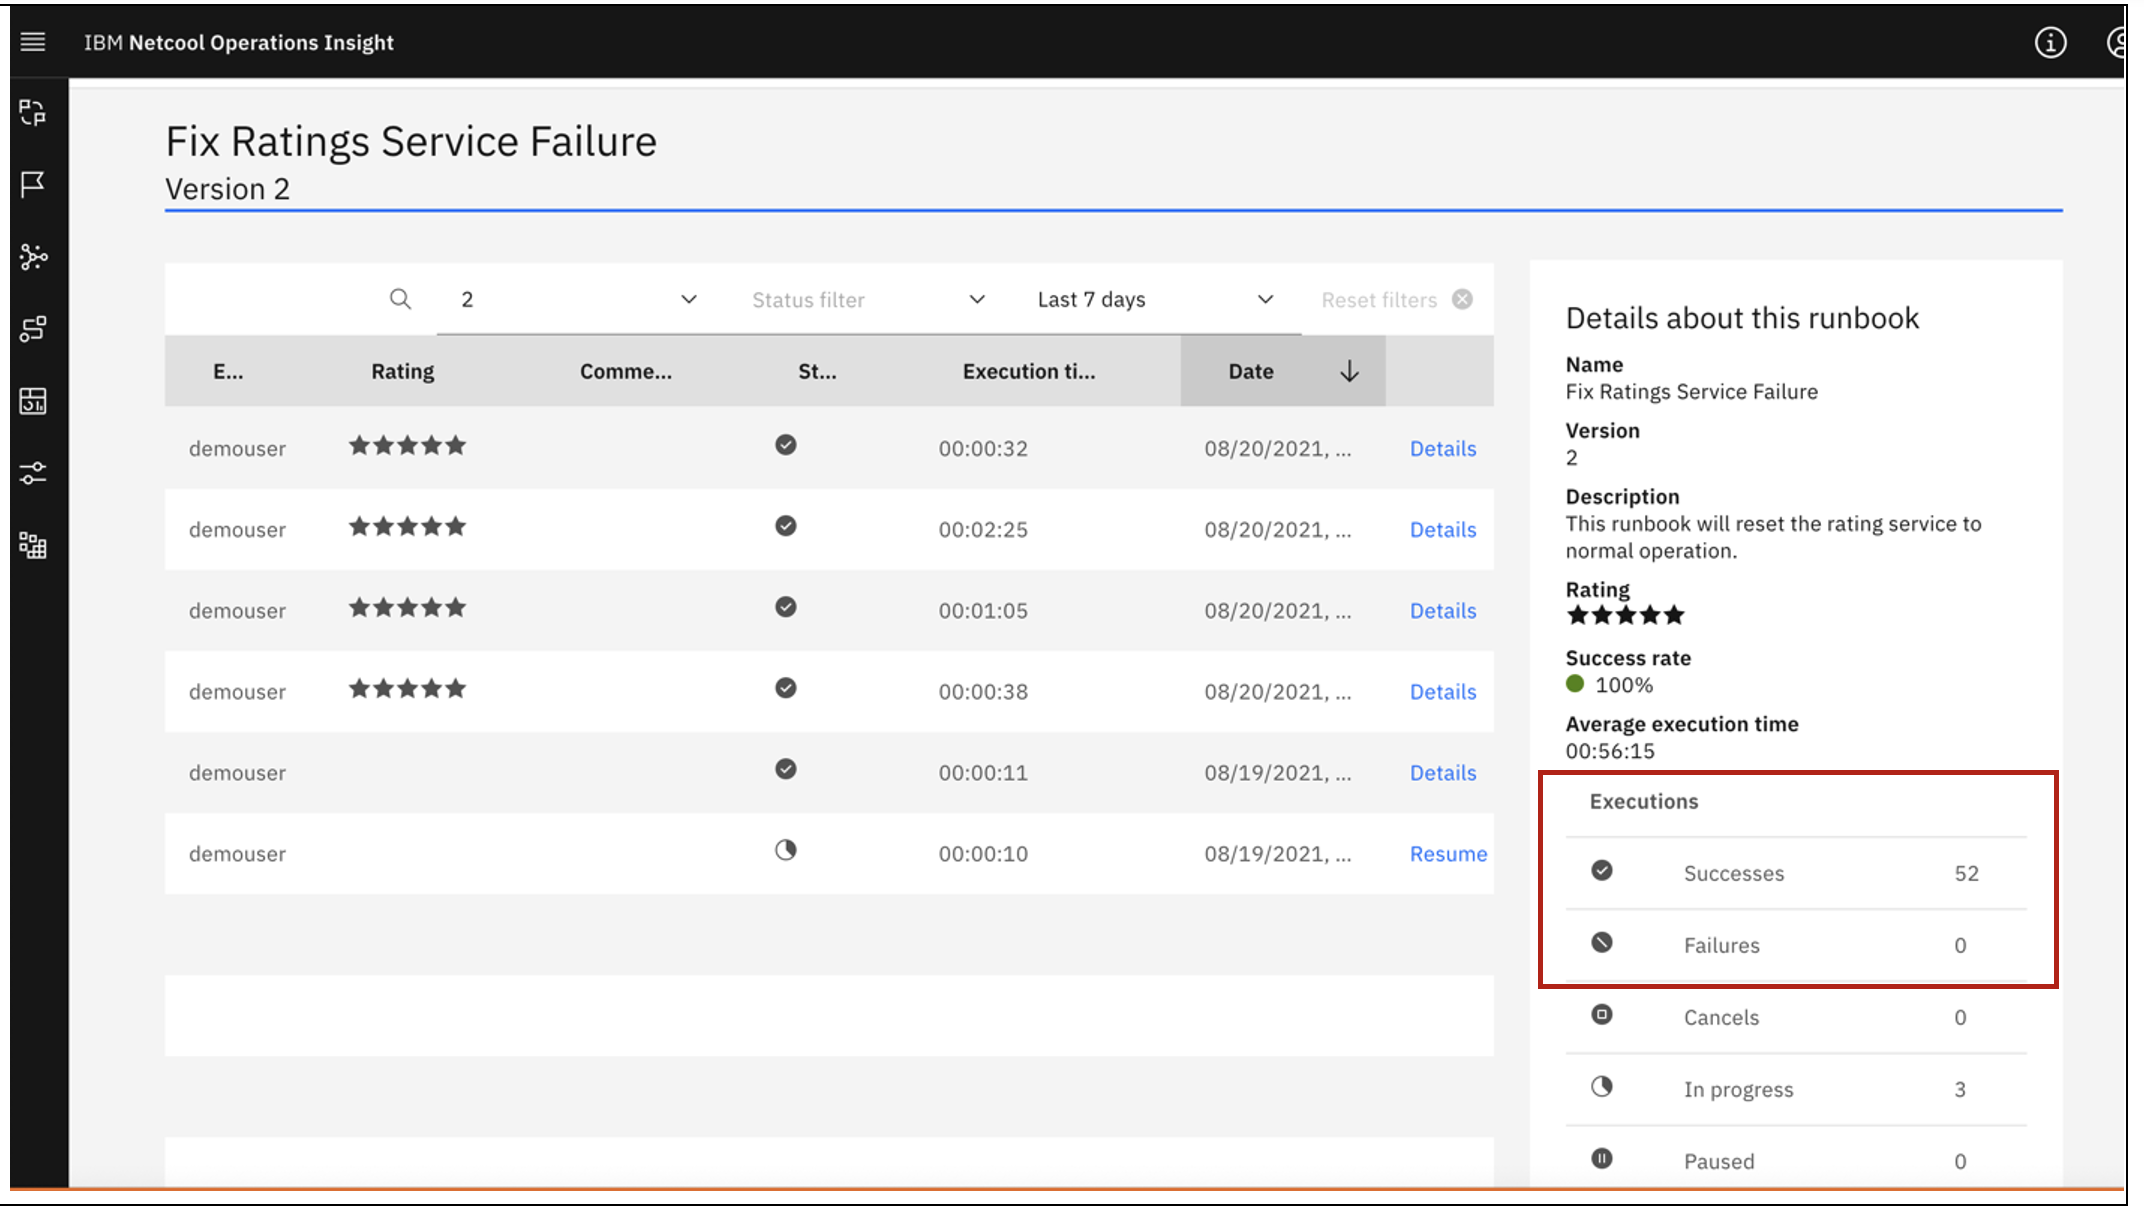 IBM Netcool Operations Insight
Fix Ratings Service Failure
Version 2
2 Status filter Last 7 days Reset filters
E... Rating Comme... St... Execution ti... Date
demouser 00:00:32 08/20/2021, ... Details
demouser 00:02:25 08/20/2021, ... Details
demouser 00:01:05 08/20/2021, ... Details
demouser 00:00:38 08/20/2021, ... Details
demouser 00:00:11 08/19/2021, ... Details
demouser 00:00:10 08/19/2021, ... Resume
Details about this runbook
Name
Fix Ratings Service Failure
Version
2
Description
This runbook will reset the rating service to
normal operation.
Rating
Success rate
100%
Average execution time
00:56:15
Executions
Successes 52
Failures 0
Cancels 0
In progress 3
Paused 0